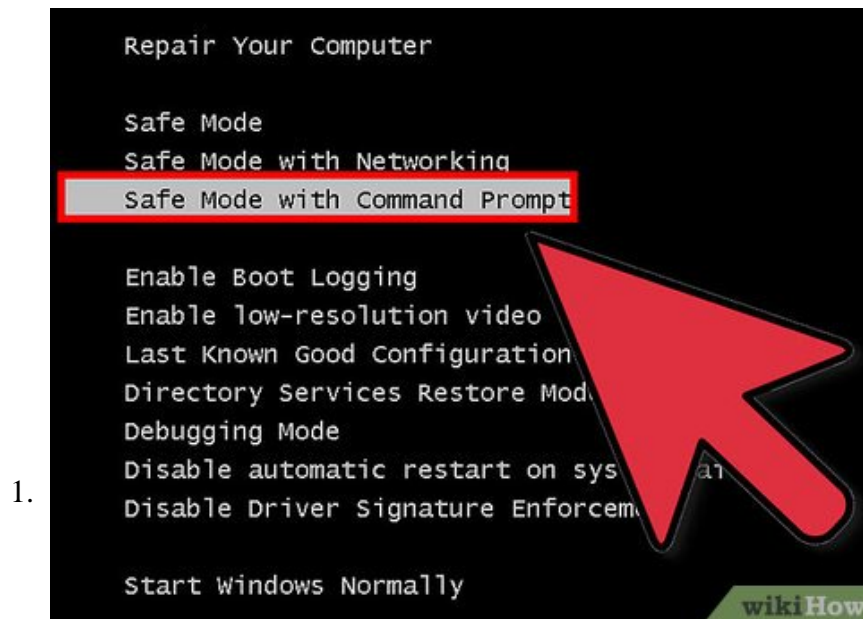 Repair Your Computer
Safe Mode
Safe Mode with Networking
Safe Mode with Command Prompt
Enable Boot Logging
Enable low-resolution video
Last Known Good Configuration
Directory Services Restore
Debugging Mode
Disable automatic restart on
1.
Disable Driver Signature
Start Windows Normally
wikiHow